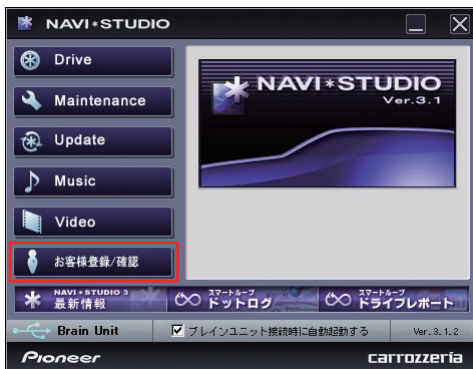 NAVI*STUDIO
Drive
Maintenance
Update
Music
Video
お客様登録/確認
NAVI*STUDIO
Ver.3.1
NAVI*STUDIO 3
最新情報
スマートループ
ドットログ
スマートループ
ドライブレポート
Brain Unit
ブレインユニット接続時に自動起動する
Ver.3.1.2
Pioneer
carrozzeria